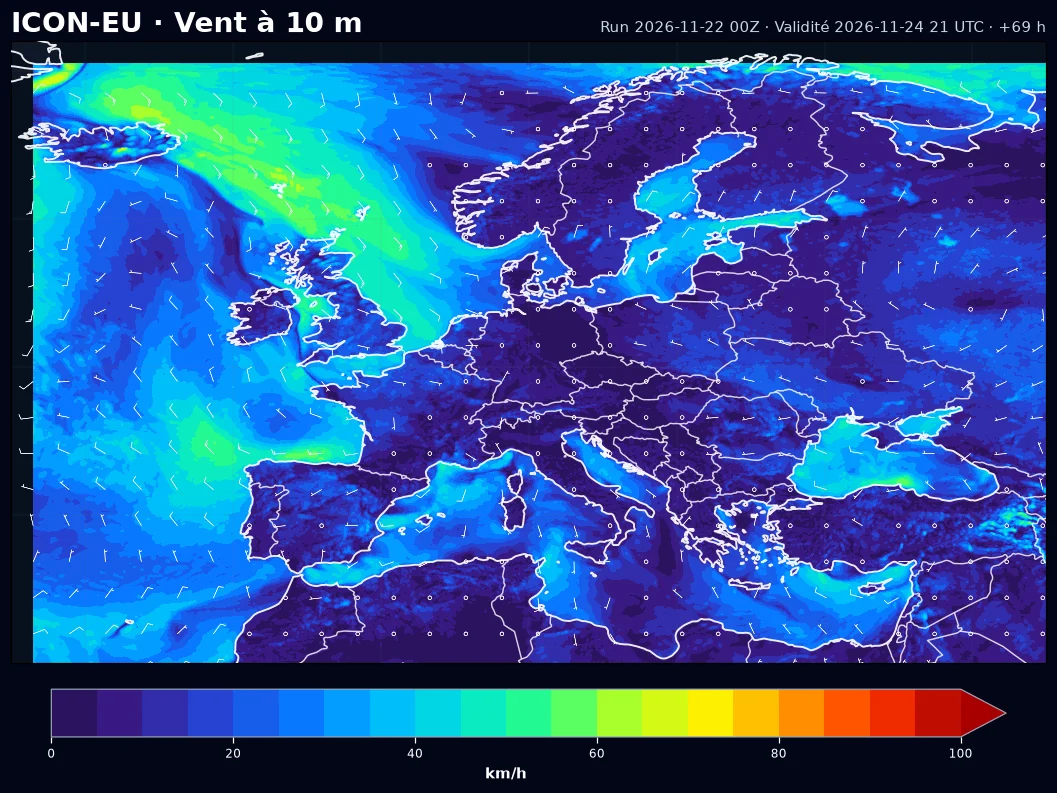 ICON-EU · Vent à 10 m
Run 2026-11-22 00Z · Validité 2026-11-24 21 UTC · +69 h
0 20 40 60 80 100
km/h